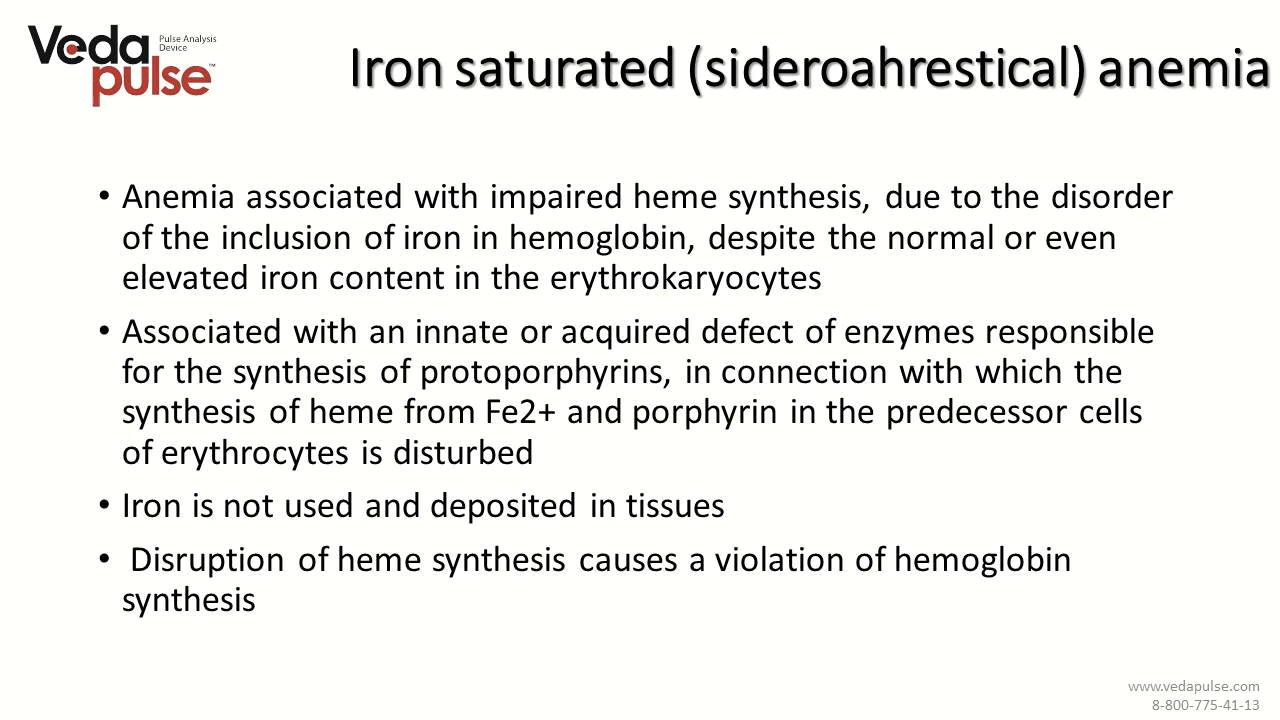 Veda
pulse™
Pulse Analysis
Device
Iron saturated (sideroahrestical) anemia
• Anemia associated with impaired heme synthesis, due to the disorder
of the inclusion of iron in hemoglobin, despite the normal or even
elevated iron content in the erythrokaryocytes
• Associated with an innate or acquired defect of enzymes responsible
for the synthesis of protoporphyrins, in connection with which the
synthesis of heme from Fe2+ and porphyrin in the predecessor cells
of erythrocytes is disturbed
• Iron is not used and deposited in tissues
• Disruption of heme synthesis causes a violation of hemoglobin
synthesis
www.vedapulse.com
8-800-775-41-13